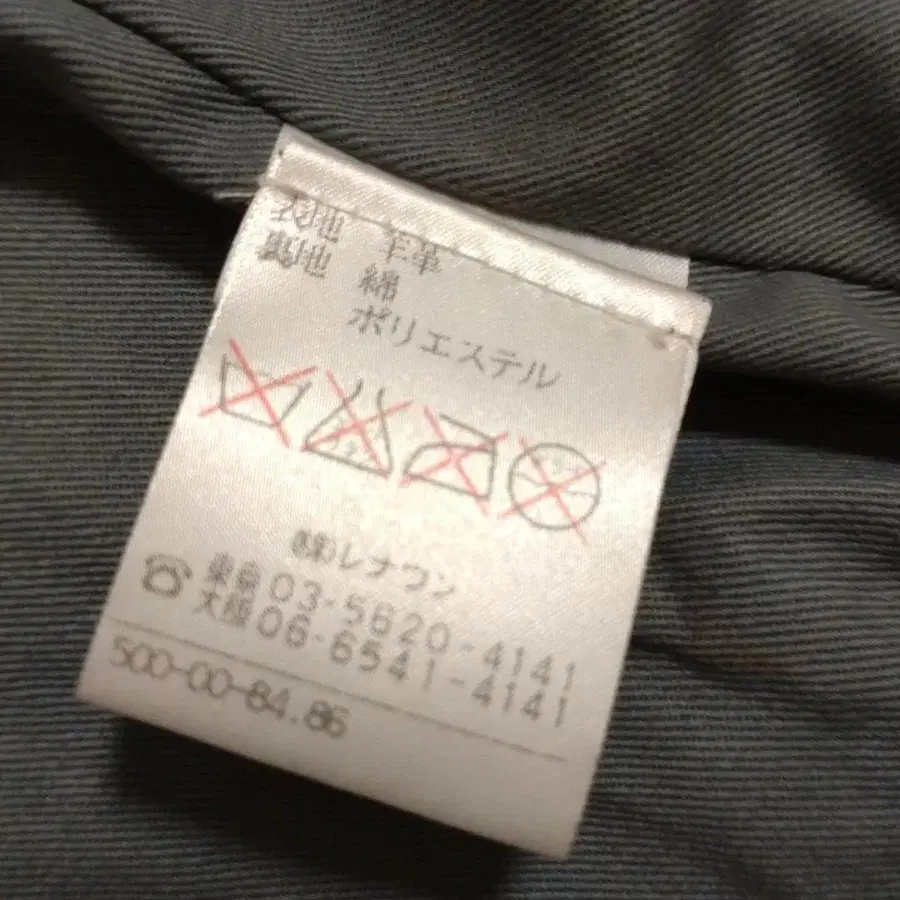 表地 羊革
裏地 綿
ポリエステル
㈱レナウン
☎ 東京 03-5620-4141
大阪 06-6541-4141
500-00-84.86